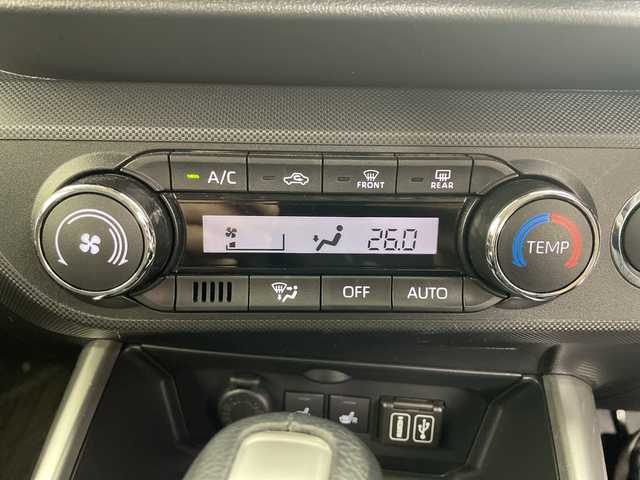 A/C
FRONT
REAR
26.0
TEMP
OFF
AUTO